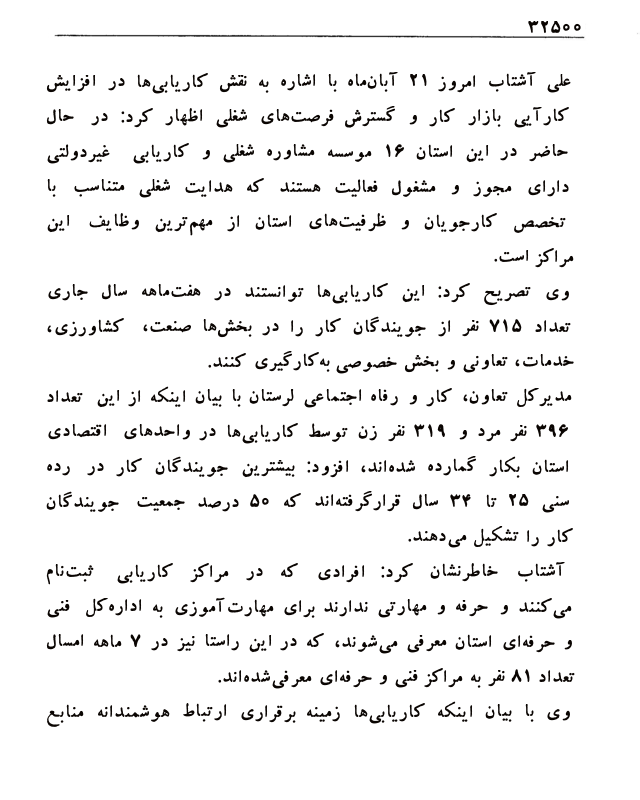 ۳۲۵۰۰
علی آشتاب امروز ۲۱ آبان‌ماه با اشاره به نقش کاریابی‌ها در افزایش
کارآیی بازار کار و گسترش فرصت‌های شغلی اظهار کرد: در حال
حاضر در این استان ۱۶ موسسه مشاوره شغلی و کاریابی غیردولتی
دارای مجوز و مشغول فعالیت هستند که هدایت شغلی متناسب با
تخصص کارجویان و ظرفیت‌های استان از مهم‌ترین وظایف این
مراکز است.
وی تصریح کرد: این کاریابی‌ها توانستند در هفت‌ماهه سال جاری
تعداد ۷۱۵ نفر از جویندگان کار را در بخش‌ها صنعت، کشاورزی،
خدمات، تعاونی و بخش خصوصی به‌کارگیری کنند.
مدیرکل تعاون، کار و رفاه اجتماعی لرستان با بیان اینکه از این تعداد
۳۹۶ نفر مرد و ۳۱۹ نفر زن توسط کاریابی‌ها در واحدهای اقتصادی
استان بکار گمارده شده‌اند، افزود: بیشترین جویندگان کار در رده
سنی ۲۵ تا ۳۴ سال قرارگرفته‌اند که ۵۰ درصد جمعیت جویندگان
کار را تشکیل می‌دهند.
آشتاب خاطرنشان کرد: افرادی که در مراکز کاریابی ثبت‌نام
می‌کنند و حرفه و مهارتی ندارند برای مهارت‌آموزی به اداره‌کل فنی
و حرفه‌ای استان معرفی می‌شوند، که در این راستا نیز در ۷ ماهه امسال
تعداد ۸۱ نفر به مراکز فنی و حرفه‌ای معرفی‌شده‌اند.
وی با بیان اینکه کاریابی‌ها زمینه برقراری ارتباط هوشمندانه منابع